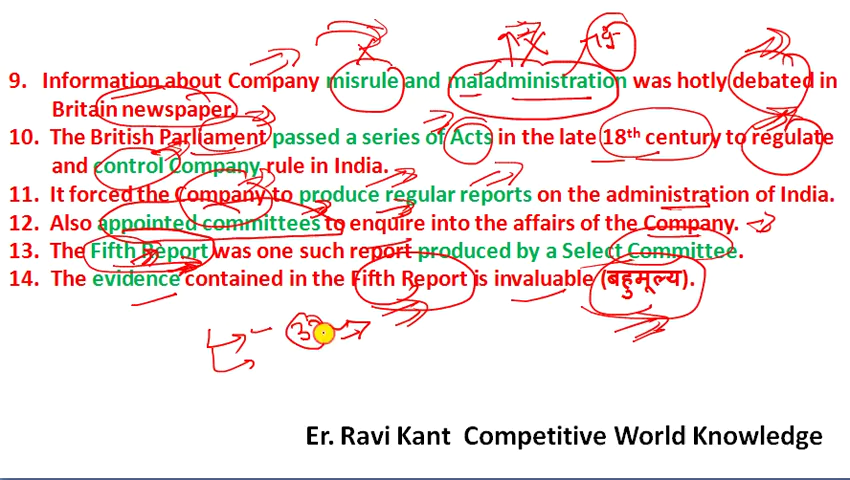 9. Information about Company misrule and maladministration was hotly debated in
Britain newspaper.
10. The British Parliament passed a series of Acts in the late 18th century to regulate
and control Company rule in India.
11. It forced the Company to produce regular reports on the administration of India.
12. Also appointed committees to enquire into the affairs of the Company.
13. The Fifth Report was one such report produced by a Select Committee.
14. The evidence contained in the Fifth Report is invaluable (बहुमूल्य).
Er. Ravi Kant Competitive World Knowledge